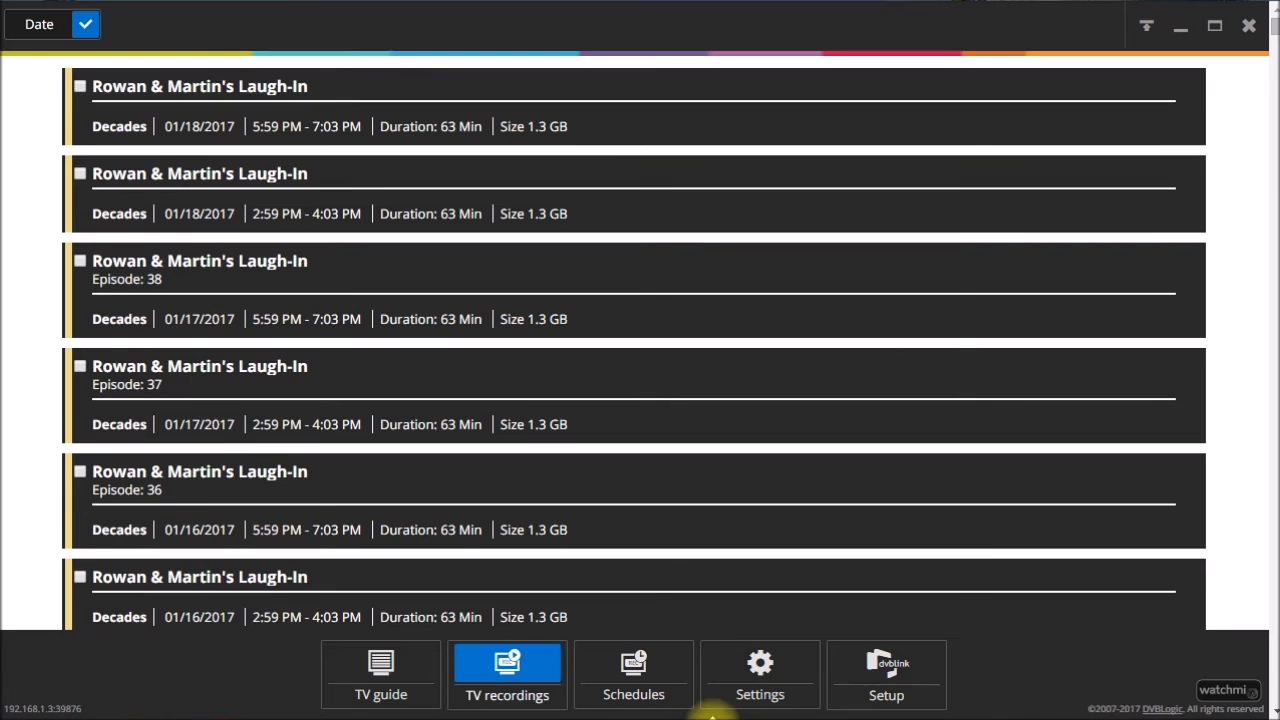 Date
Rowan & Martin's Laugh-In
Decades 01/18/2017 5:59 PM - 7:03 PM Duration: 63 Min Size 1.3 GB
Rowan & Martin's Laugh-In
Decades 01/18/2017 2:59 PM - 4:03 PM Duration: 63 Min Size 1.3 GB
Rowan & Martin's Laugh-In
Episode: 38
Decades 01/17/2017 5:59 PM - 7:03 PM Duration: 63 Min Size 1.3 GB
Rowan & Martin's Laugh-In
Episode: 37
Decades 01/17/2017 2:59 PM - 4:03 PM Duration: 63 Min Size 1.3 GB
Rowan & Martin's Laugh-In
Episode: 36
Decades 01/16/2017 5:59 PM - 7:03 PM Duration: 63 Min Size 1.3 GB
Rowan & Martin's Laugh-In
Decades 01/16/2017 2:59 PM - 4:03 PM Duration: 63 Min Size 1.3 GB
REC REC dvblink
TV guide TV recordings Schedules Settings Setup
watchmi
192.168.1.3:39876 ©2007-2017 DVBLogic. All rights reserved